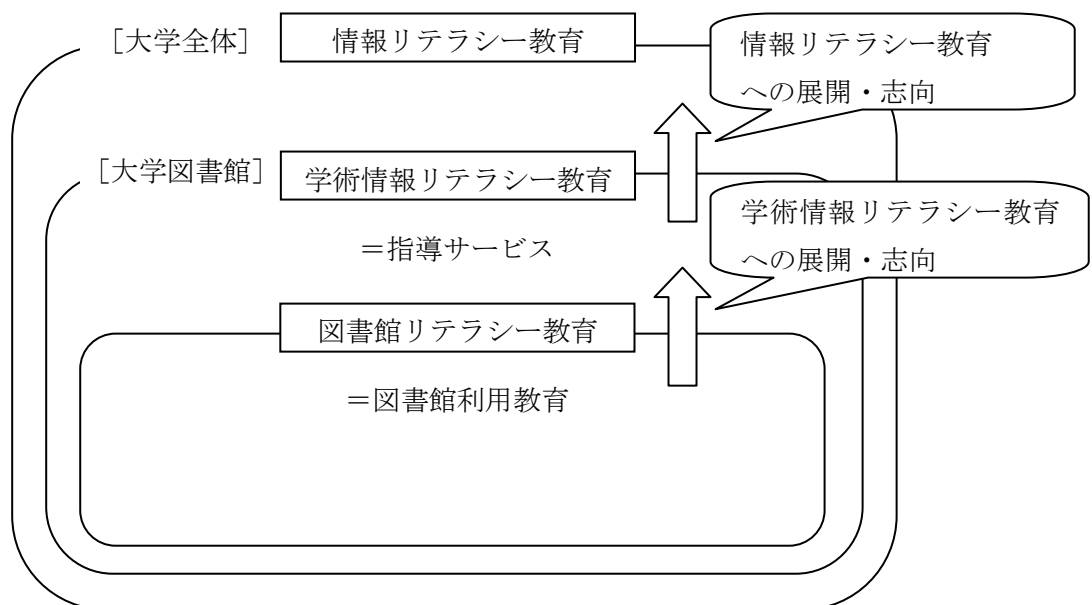 ［大学全体］
情報リテラシー教育
情報リテラシー教育
への展開・志向
［大学図書館］
学術情報リテラシー教育
＝指導サービス
学術情報リテラシー教育
への展開・志向
図書館リテラシー教育
＝図書館利用教育